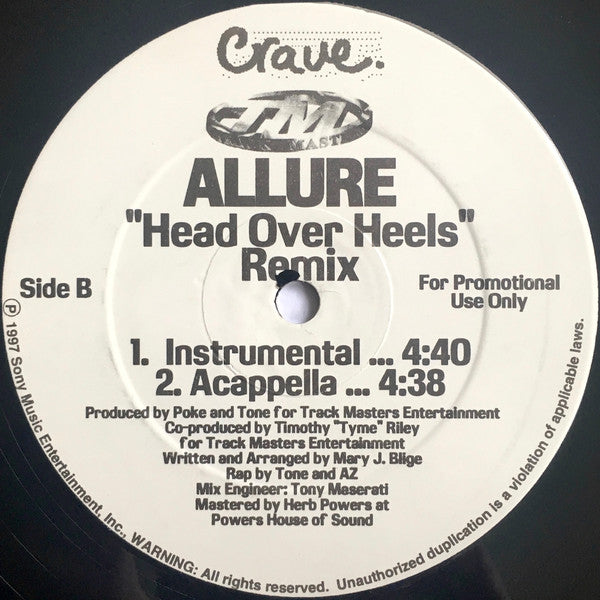 Crave.
TM
ALLURE
"Head Over Heels"
Remix
Side B
For Promotional
Use Only
1. Instrumental ... 4:40
2. Acappella ... 4:38
Produced by Poke and Tone for Track Masters Entertainment
Co-produced by Timothy "Tyme" Riley
for Track Masters Entertainment
Written and Arranged by Mary J. Blige
Rap by Tone and AZ
Mix Engineer: Tony Maserati
Mastered by Herb Powers at
Powers House of Sound
℗ 1997 Sony Music Entertainment, Inc., WARNING: All rights reserved. Unauthorized duplication is a violation of applicable laws.